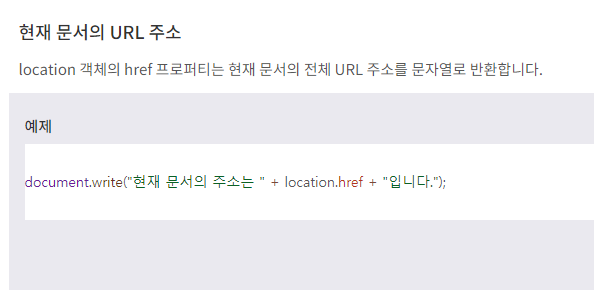 현재 문서의 URL 주소
location 객체의 href 프로퍼티는 현재 문서의 전체 URL 주소를 문자열로 반환합니다.
예제
document.write("현재 문서의 주소는 " + location.href + "입니다.");